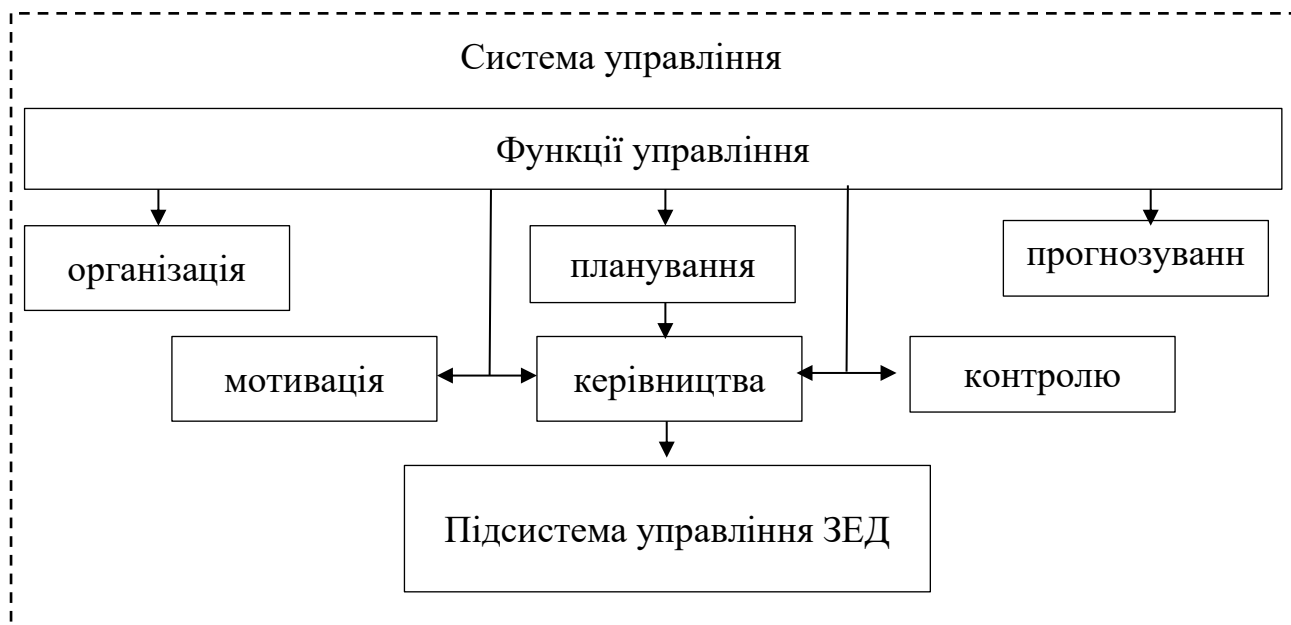 Система управління
Функції управління
організація
планування
прогнозуванн
мотивація
керівництва
контролю
Підсистема управління ЗЕД